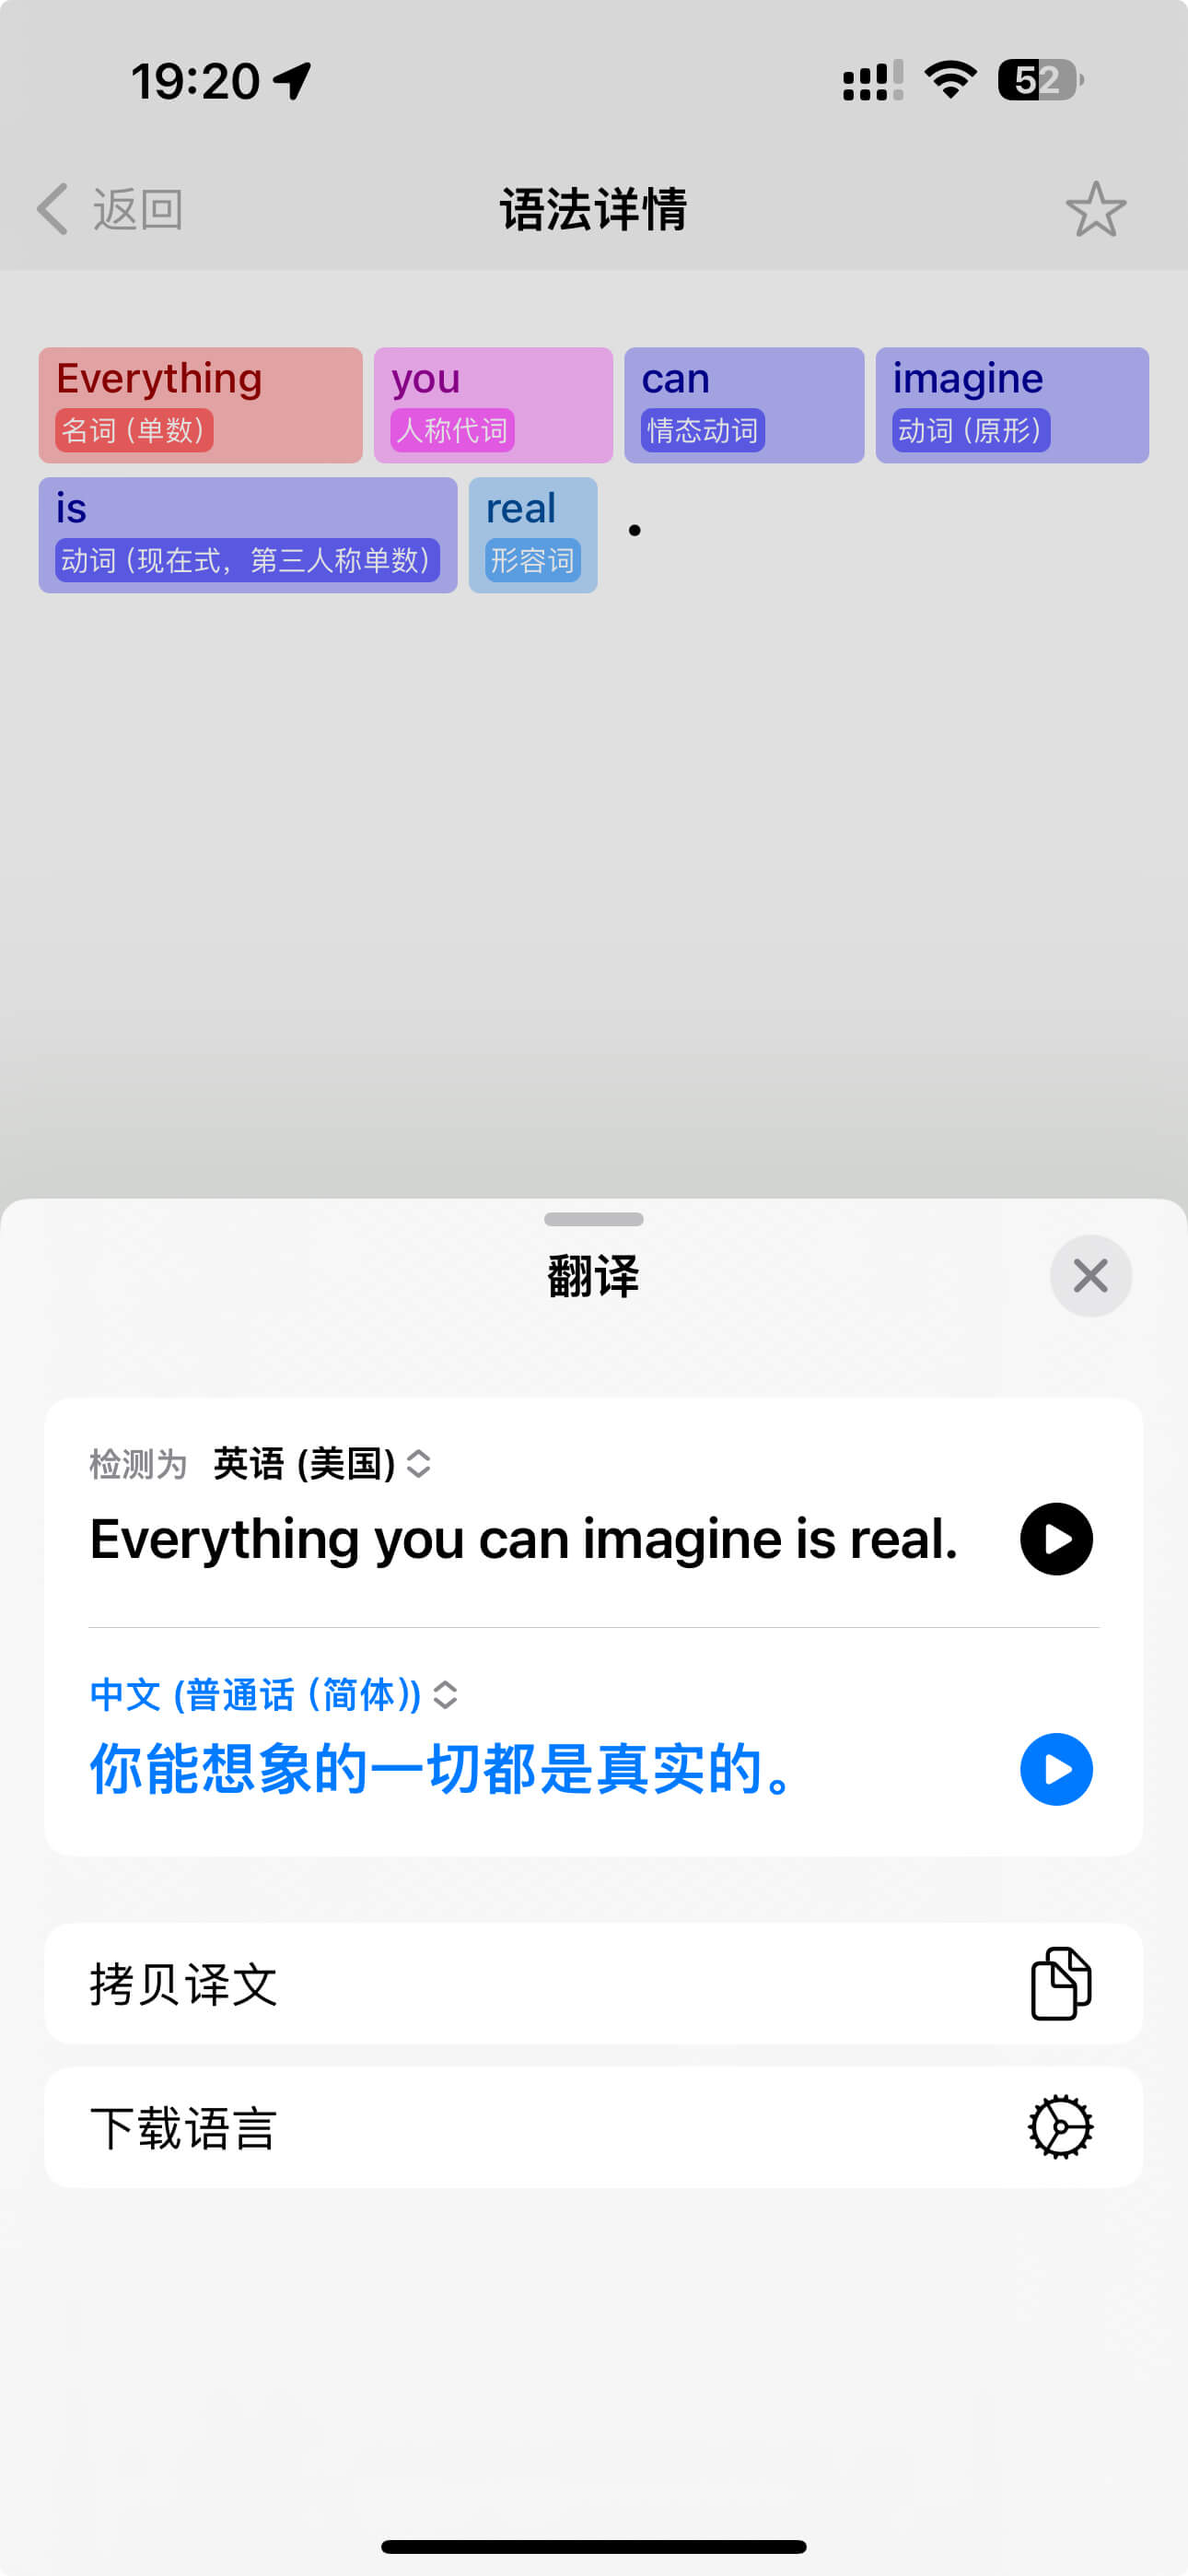 19:20 52
返回 语法详情
Everything you can imagine
名词 (单数) 人称代词 情态动词 动词 (原形)
is real .
动词 (现在式，第三人称单数) 形容词
翻译
检测为 英语 (美国)
Everything you can imagine is real.
中文 (普通话 (简体))
你能想象的一切都是真实的。
拷贝译文
下载语言